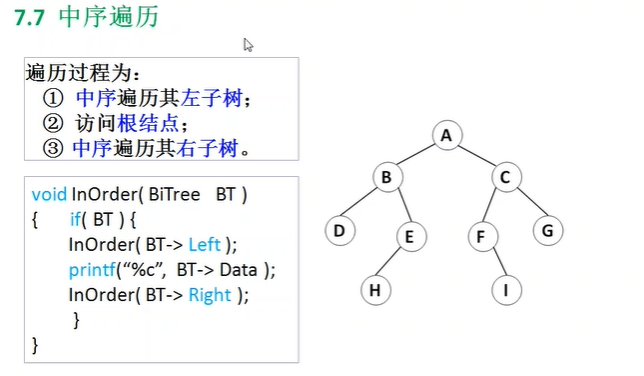 7.7 中序遍历
遍历过程为：
① 中序遍历其左子树；
② 访问根结点；
③ 中序遍历其右子树。
void InOrder( BiTree BT )
{ if( BT ) {
InOrder( BT-> Left );
printf(“%c”, BT-> Data );
InOrder( BT-> Right );
}
}
A
B C
D E F G
H I